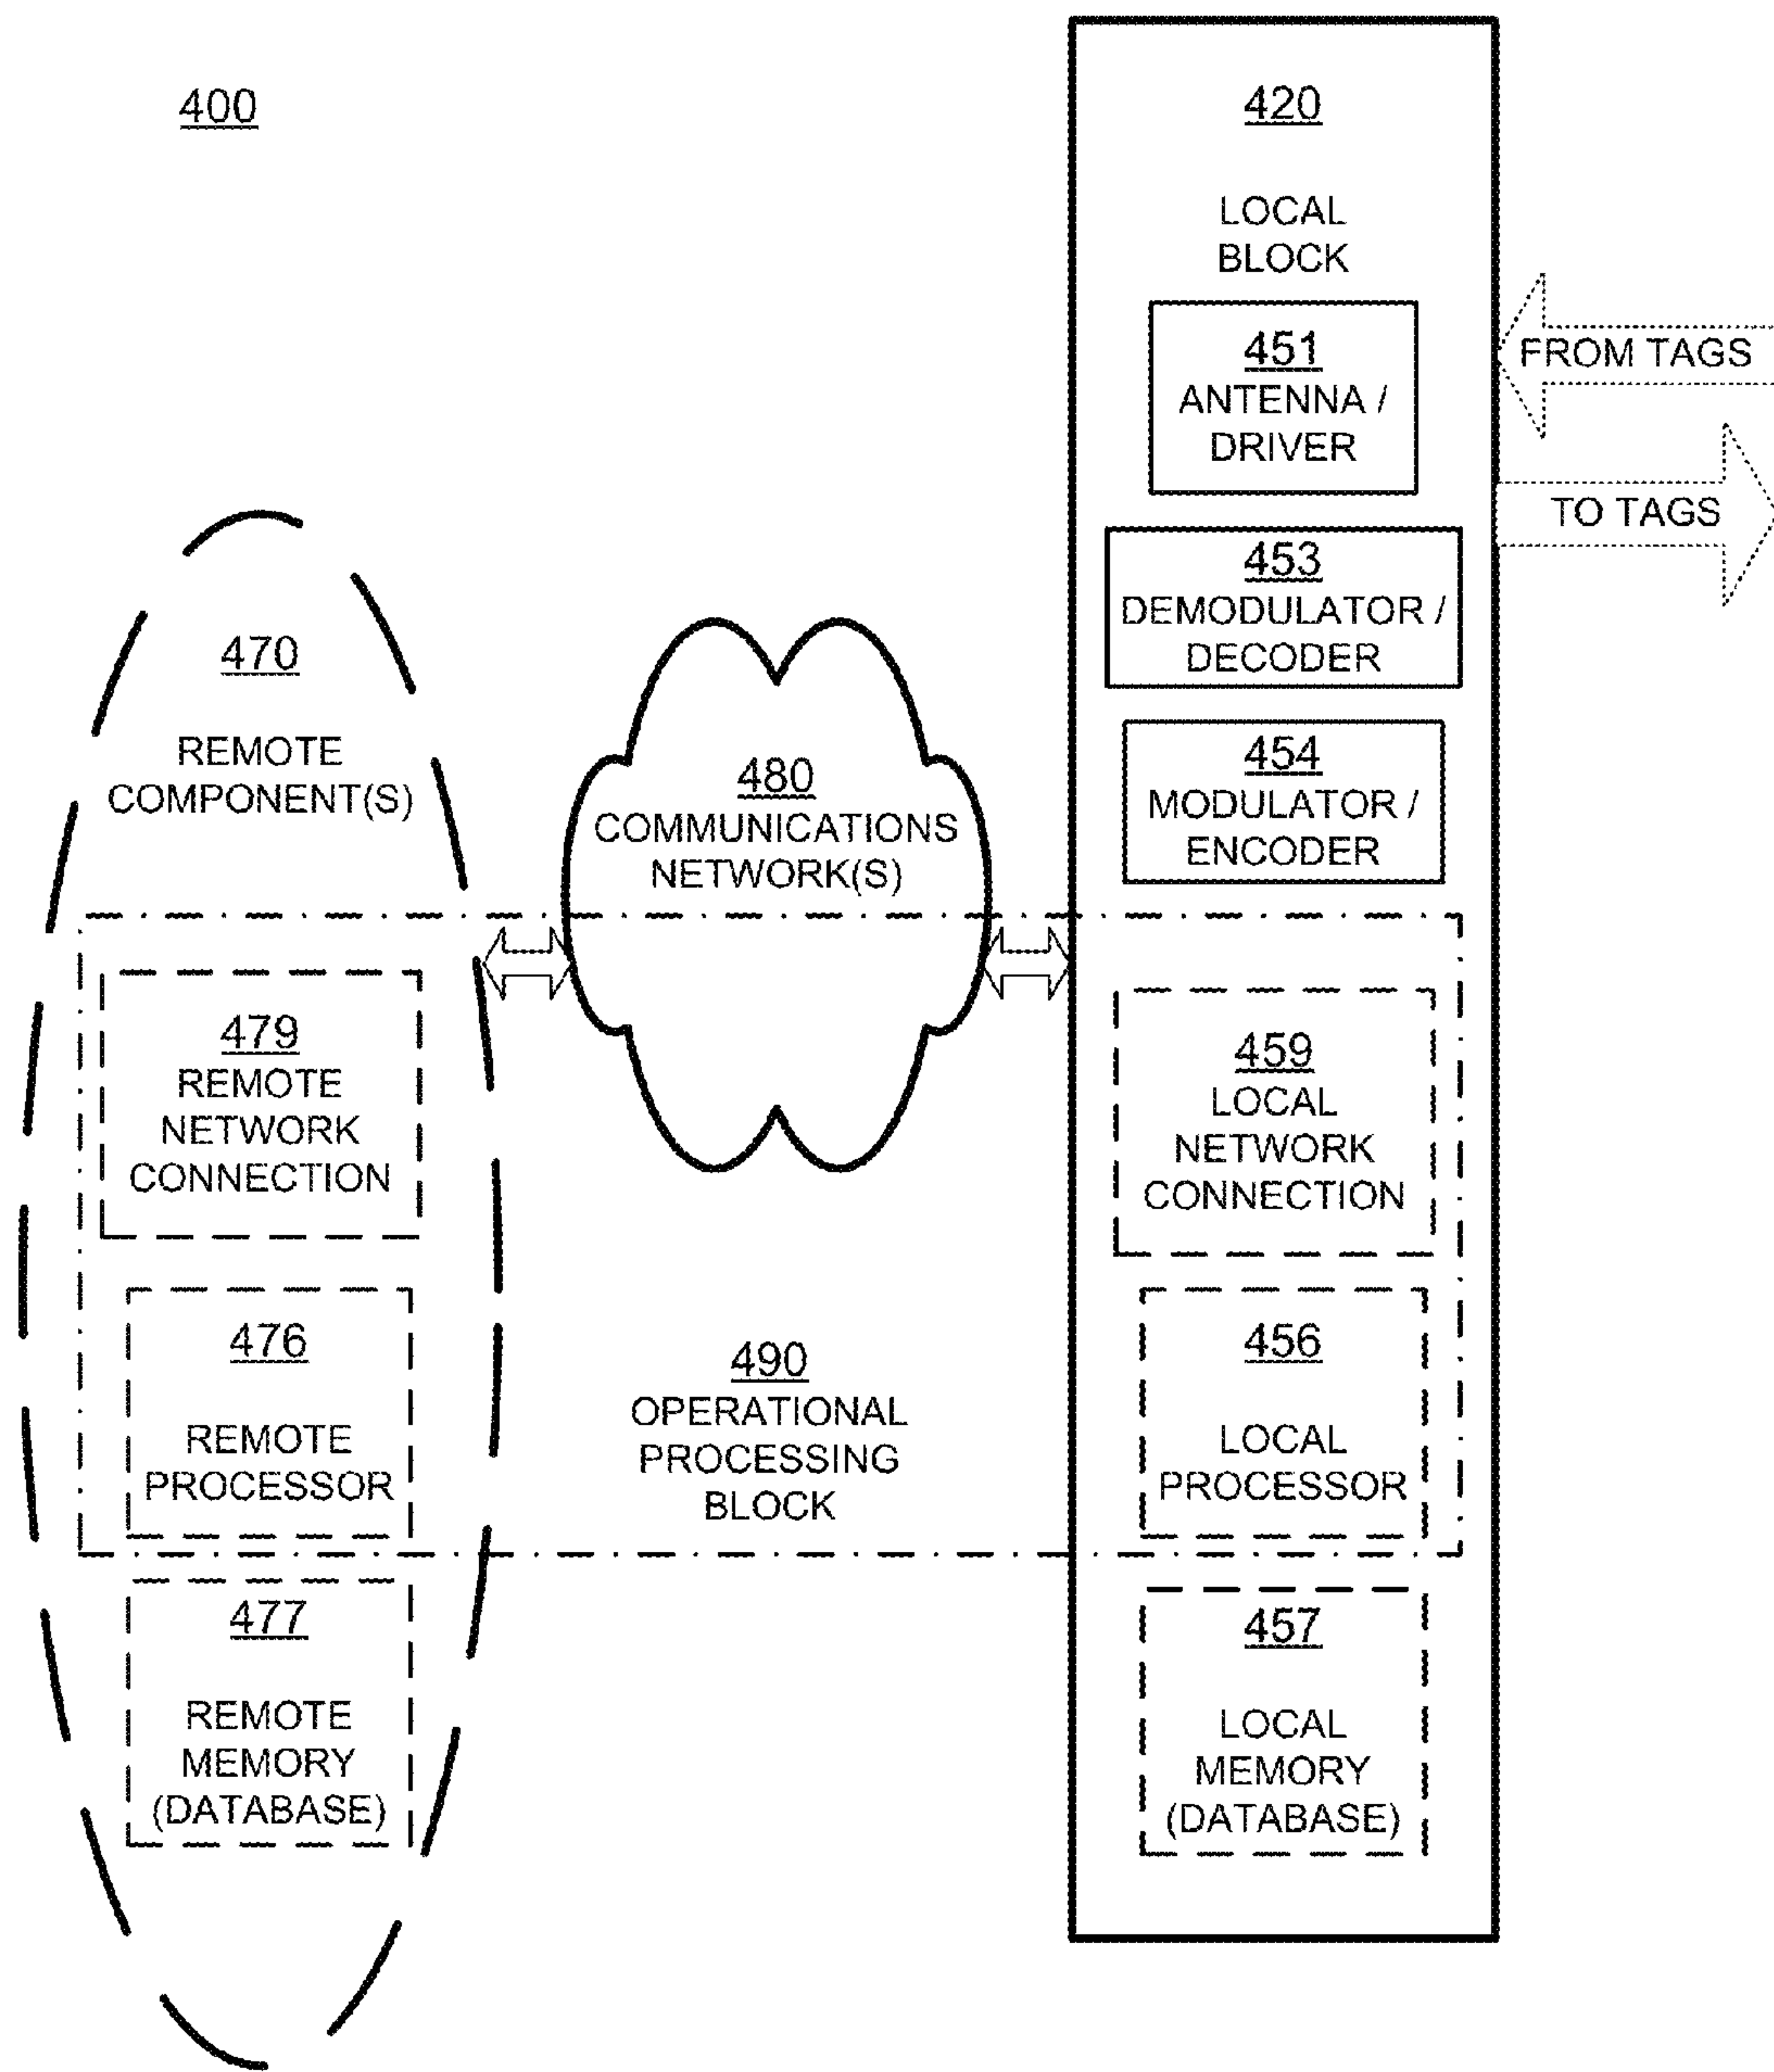 400
420
LOCAL
BLOCK
451
ANTENNA /
DRIVER
FROM TAGS
TO TAGS
453
DEMODULATOR /
DECODER
454
MODULATOR /
ENCODER
470
REMOTE
COMPONENT(S)
480
COMMUNICATIONS
NETWORK(S)
479
REMOTE
NETWORK
CONNECTION
459
LOCAL
NETWORK
CONNECTION
476
REMOTE
PROCESSOR
490
OPERATIONAL
PROCESSING
BLOCK
456
LOCAL
PROCESSOR
477
REMOTE
MEMORY
(DATABASE)
457
LOCAL
MEMORY
(DATABASE)